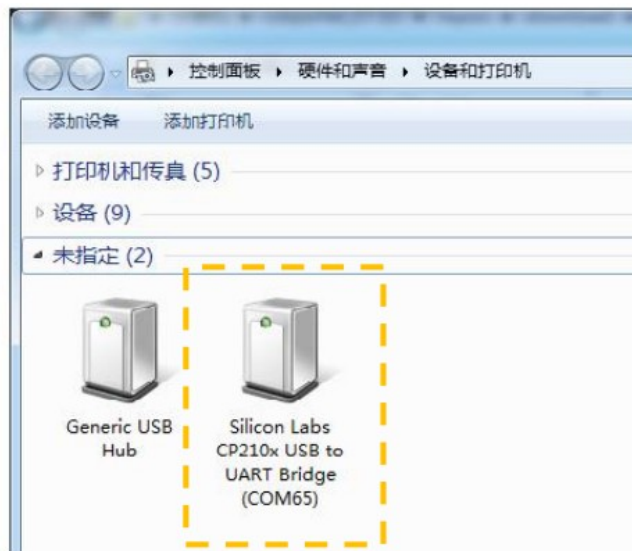 控制面板 ▸ 硬件和声音 ▸ 设备和打印机
添加设备 添加打印机
打印机和传真 (5)
设备 (9)
未指定 (2)
Generic USB
Hub
Silicon Labs
CP210x USB to
UART Bridge
(COM65)